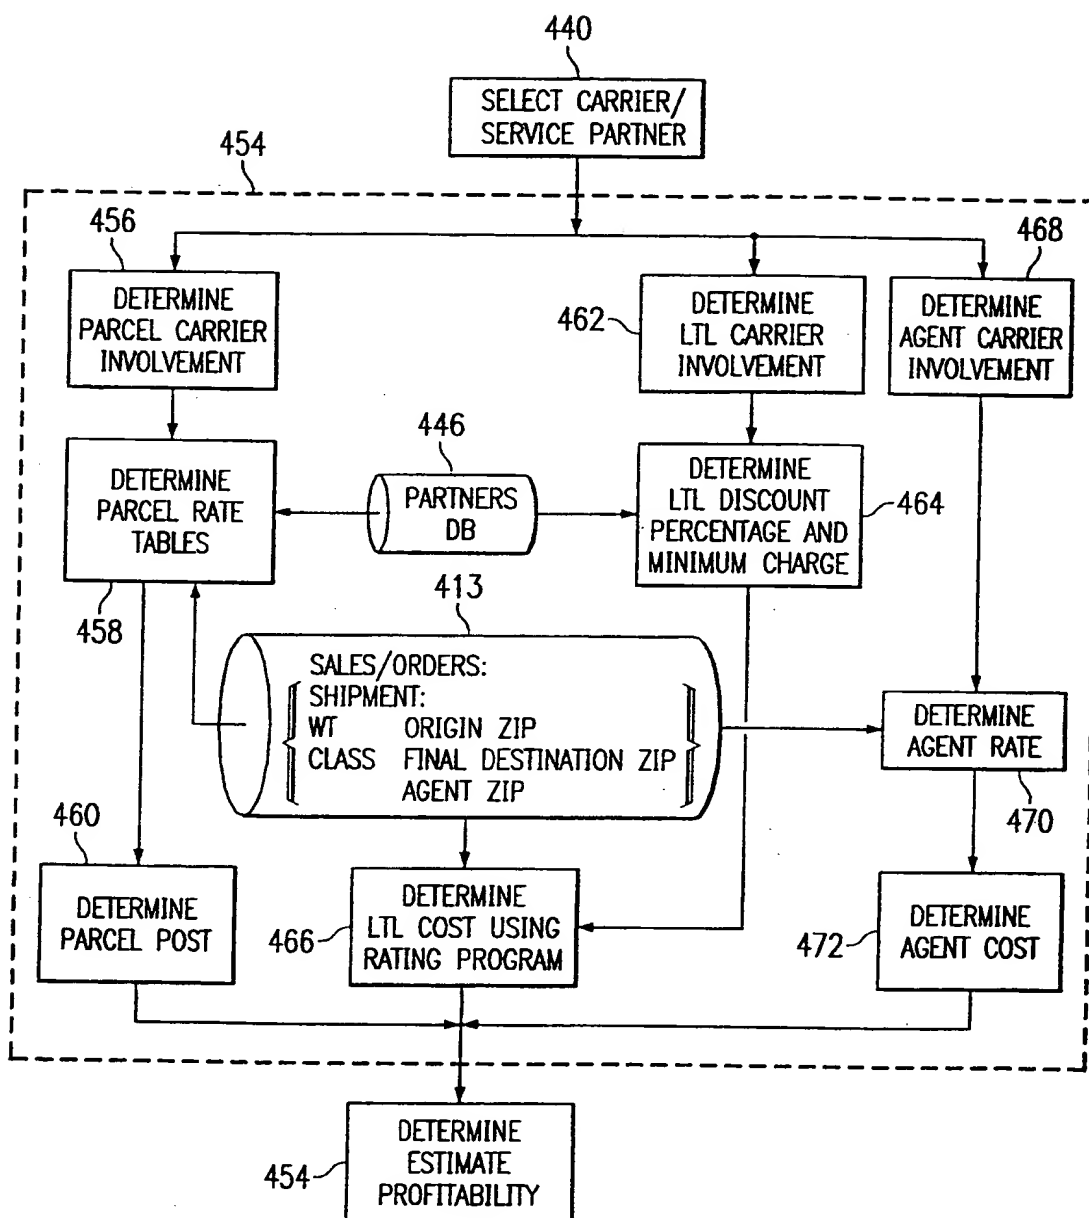 440
SELECT CARRIER/
SERVICE PARTNER
454
456
DETERMINE
PARCEL CARRIER
INVOLVEMENT
462
DETERMINE
LTL CARRIER
INVOLVEMENT
468
DETERMINE
AGENT CARRIER
INVOLVEMENT
DETERMINE
PARCEL RATE
TABLES
458
446
PARTNERS
DB
DETERMINE
LTL DISCOUNT
PERCENTAGE AND
MINIMUM CHARGE
464
413
SALES/ORDERS:
SHIPMENT:
WT ORIGIN ZIP
CLASS FINAL DESTINATION ZIP
AGENT ZIP
DETERMINE
AGENT RATE
470
460
DETERMINE
PARCEL POST
466
DETERMINE
LTL COST USING
RATING PROGRAM
472
DETERMINE
AGENT COST
454
DETERMINE
ESTIMATE
PROFITABILITY